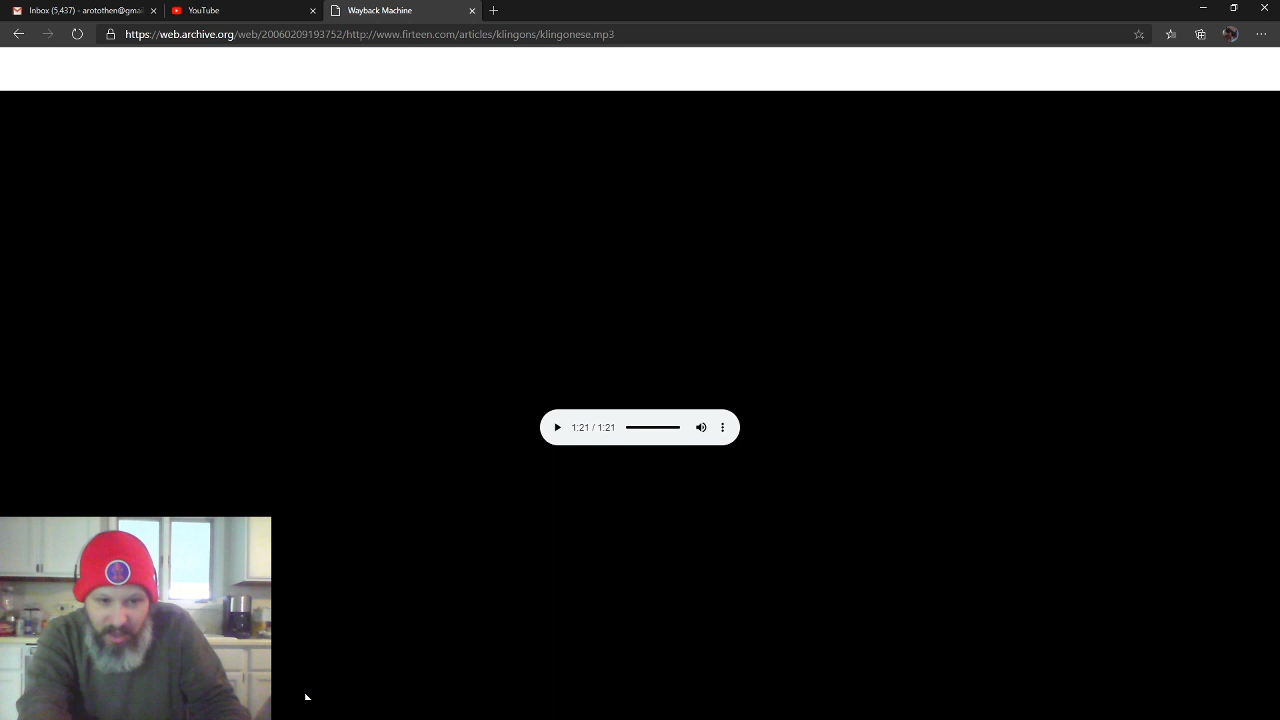 Inbox (5,437) - arotothen@gmai
YouTube
Wayback Machine
https://web.archive.org/web/20060209193752/http://www.firteen.com/articles/klingons/klingonese.mp3
1:21 / 1:21